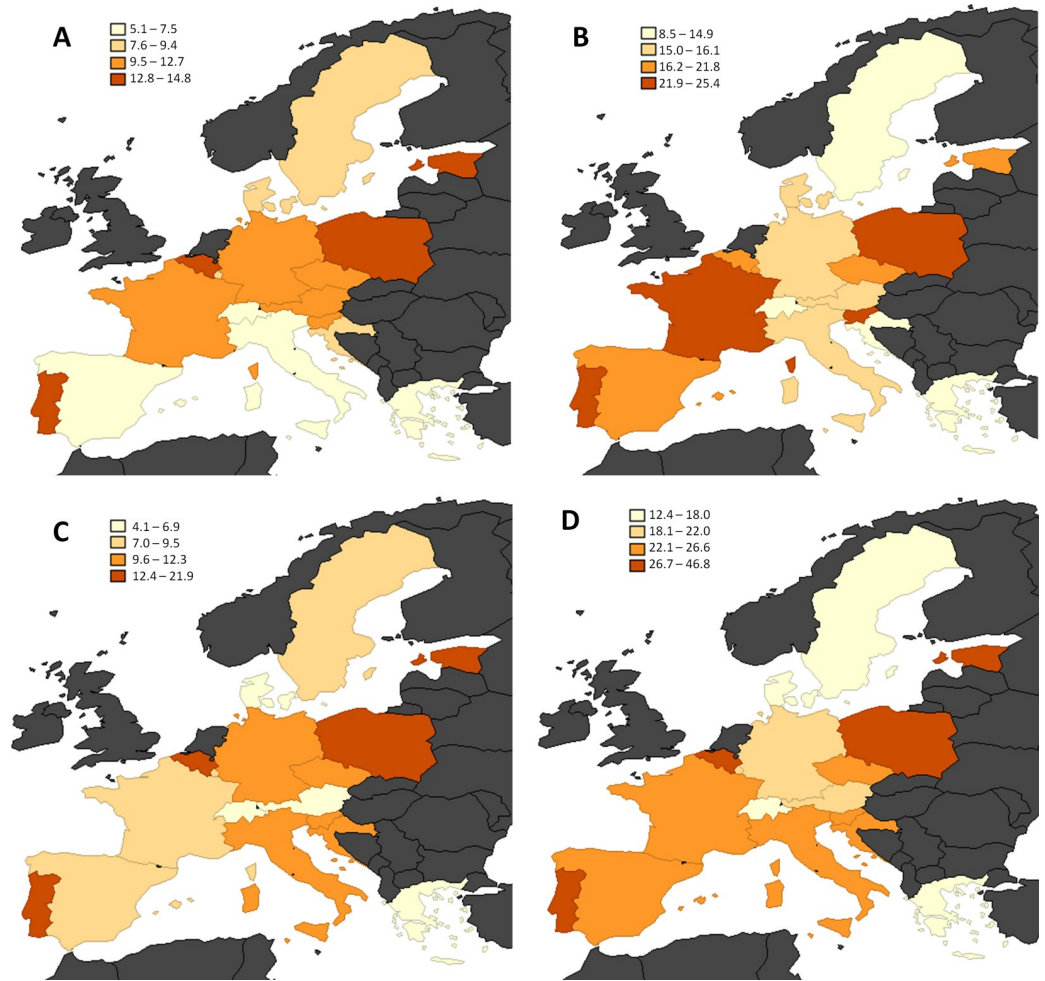 A
5.1 – 7.5
7.6 – 9.4
9.5 – 12.7
12.8 – 14.8
B
8.5 – 14.9
15.0 – 16.1
16.2 – 21.8
21.9 – 25.4
C
4.1 – 6.9
7.0 – 9.5
9.6 – 12.3
12.4 – 21.9
D
12.4 – 18.0
18.1 – 22.0
22.1 – 26.6
26.7 – 46.8